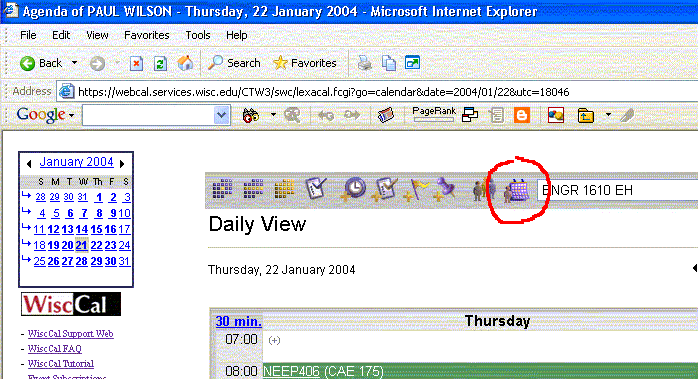 Agenda of PAUL WILSON - Thursday, 22 January 2004 - Microsoft Internet Explorer
File Edit View Favorites Tools Help
Back Search Favorites
Address https://webcal.services.wisc.edu/CTW3/swc/lexacal.fcgi?go=calendar&date=2004/01/22&utc=18046
Google PageRank
January 2004
S M T W Th F S
28 29 30 31 1 2 3
4 5 6 7 8 9 10
11 12 13 14 15 16 17
18 19 20 21 22 23 24
25 26 27 28 29 30 31
WiscCal
- WiscCal Support Web
- WiscCal FAQ
- WiscCal Tutorial
ENGR 1610 EH
Daily View
Thursday, 22 January 2004
30 min. Thursday
07:00 (+)
08:00 NEEP406 (CAE 175)